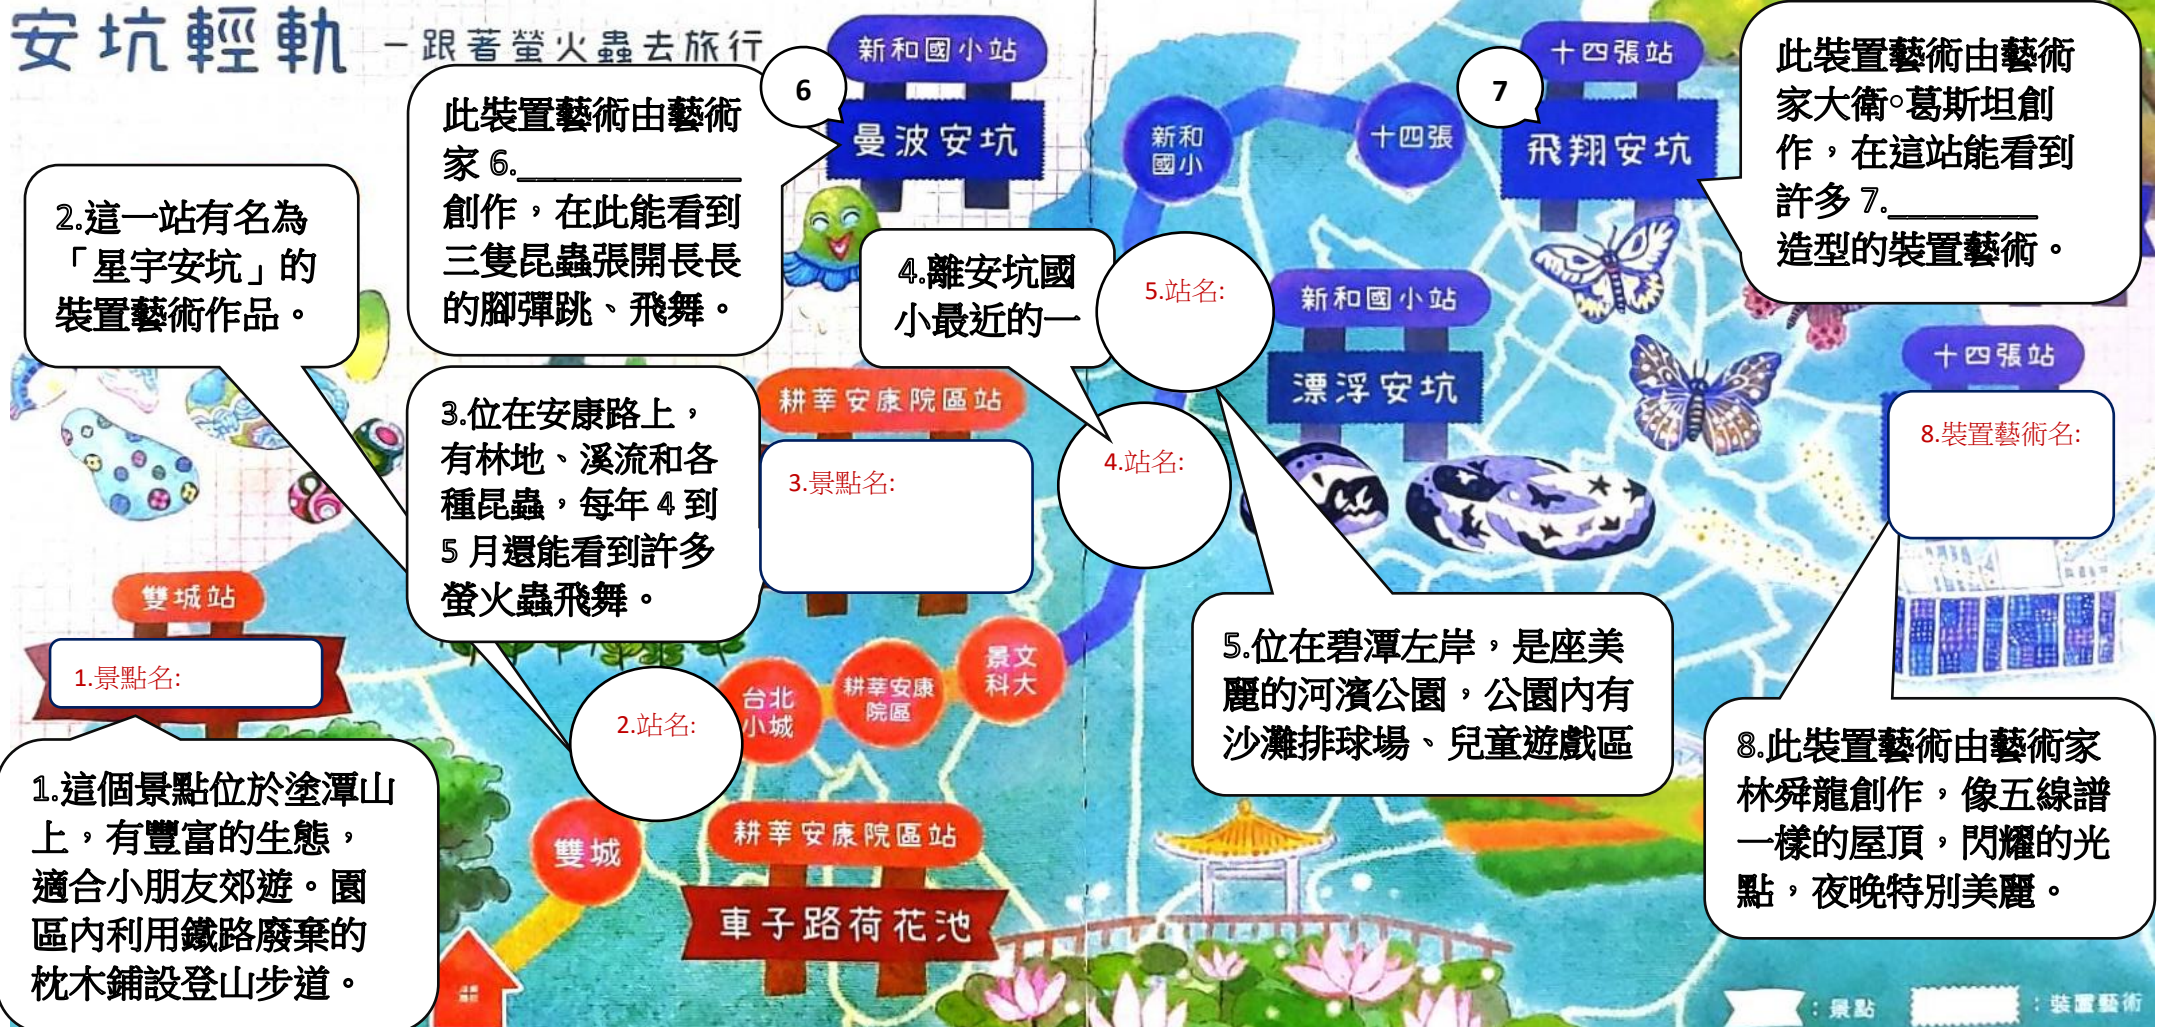 安坑輕軌－跟著螢火蟲去旅行
新和國小站
曼波安坑
6
此裝置藝術由藝術
家 6.____________
創作，在此能看到
三隻昆蟲張開長長
的腳彈跳、飛舞。
十四張站
飛翔安坑
7
此裝置藝術由藝術
家大衛。葛斯坦創
作，在這站能看到
許多 7.________
造型的裝置藝術。
新和
國小
十四張
2.這一站有名為
「星宇安坑」的
裝置藝術作品。
4.離安坑國
小最近的一
5.站名:
新和國小站
漂浮安坑
十四張站
8.裝置藝術名:
3.位在安康路上，
有林地、溪流和各
種昆蟲，每年 4 到
5 月還能看到許多
螢火蟲飛舞。
耕莘安康院區站
3.景點名:
4.站名:
雙城站
1.景點名:
2.站名:
台北
小城
耕莘安康
院區
景文
科大
5.位在碧潭左岸，是座美
麗的河濱公園，公園內有
沙灘排球場、兒童遊戲區
1.這個景點位於塗潭山
上，有豐富的生態，
適合小朋友郊遊。園
區內利用鐵路廢棄的
枕木鋪設登山步道。
雙城
耕莘安康院區站
車子路荷花池
8.此裝置藝術由藝術家
林舜龍創作，像五線譜
一樣的屋頂，閃耀的光
點，夜晚特別美麗。
：景點
：裝置藝術